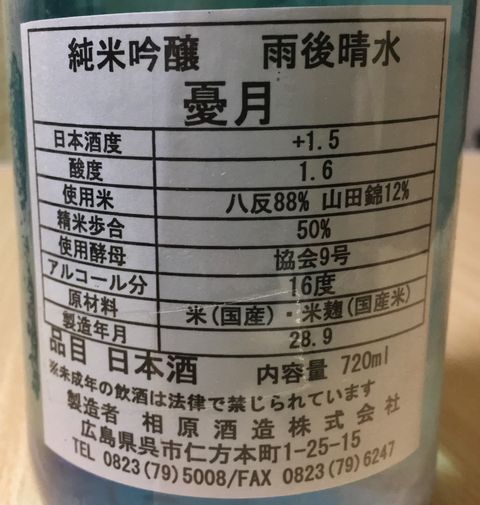 純米吟醸 雨後晴水
憂月
日本酒度 +1.5
酸度 1.6
使用米 八反88% 山田錦12%
精米歩合 50%
使用酵母 協会9号
アルコール分 16度
原材料 米(国産)・米麹(国産米)
製造年月 28.9
品目 日本酒 内容量 720ml
※未成年の飲酒は法律で禁じられています
製造者 相原酒造株式会社
広島県呉市仁方本町1-25-15
TEL 0823(79)5008/FAX 0823(79)6247